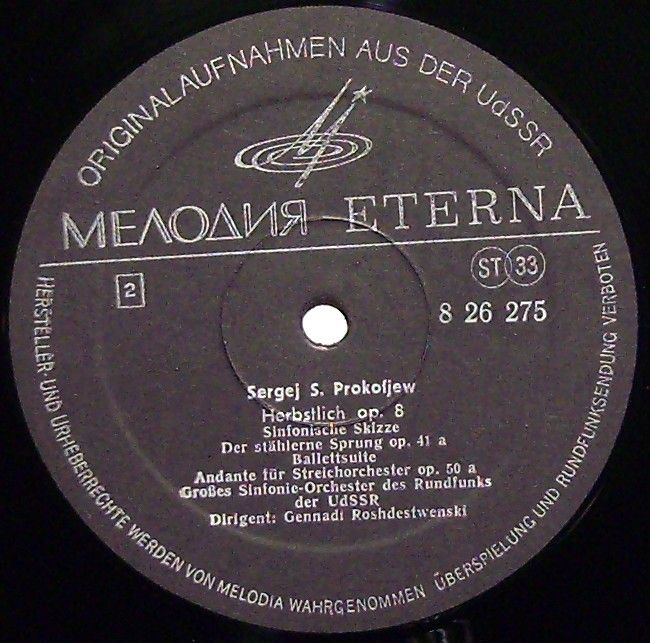 ORIGINALAUFNAHMEN AUS DER UdSSR
МЕЛОДИЯ ETERNA
ST 33
2
8 26 275
Sergej S. Prokofjew
Herbstlich op. 8
Sinfonische Skizze
Der stählerne Sprung op. 41 a
Ballettsuite
Andante für Streichorchester op. 50 a
Großes Sinfonie-Orchester des Rundfunks
der UdSSR
Dirigent: Gennadi Roshdestwenski
HERSTELLER- UND URHEBERRECHTE WERDEN VON MELODIA WAHRGENOMMEN ÜBERSPIELUNG UND RUNDFUNKSENDUNG VERBOTEN